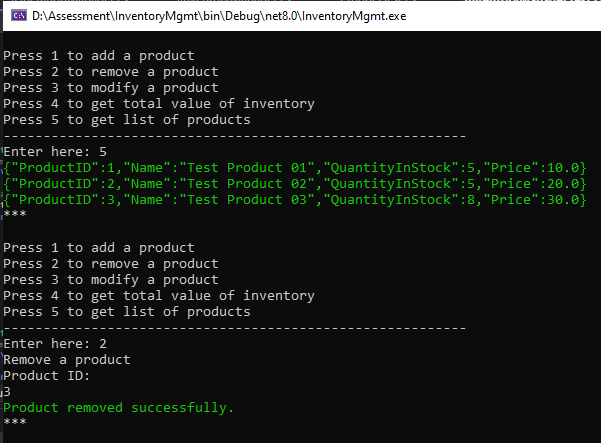 D:\Assessment\InventoryMgmt\bin\Debug\net8.0\InventoryMgmt.exe
Press 1 to add a product
Press 2 to remove a product
Press 3 to modify a product
Press 4 to get total value of inventory
Press 5 to get list of products
---------------------------------------------------------
Enter here: 5
{"ProductID":1,"Name":"Test Product 01","QuantityInStock":5,"Price":10.0}
{"ProductID":2,"Name":"Test Product 02","QuantityInStock":5,"Price":20.0}
{"ProductID":3,"Name":"Test Product 03","QuantityInStock":8,"Price":30.0}
***
Press 1 to add a product
Press 2 to remove a product
Press 3 to modify a product
Press 4 to get total value of inventory
Press 5 to get list of products
---------------------------------------------------------
Enter here: 2
Remove a product
Product ID:
3
Product removed successfully.
***